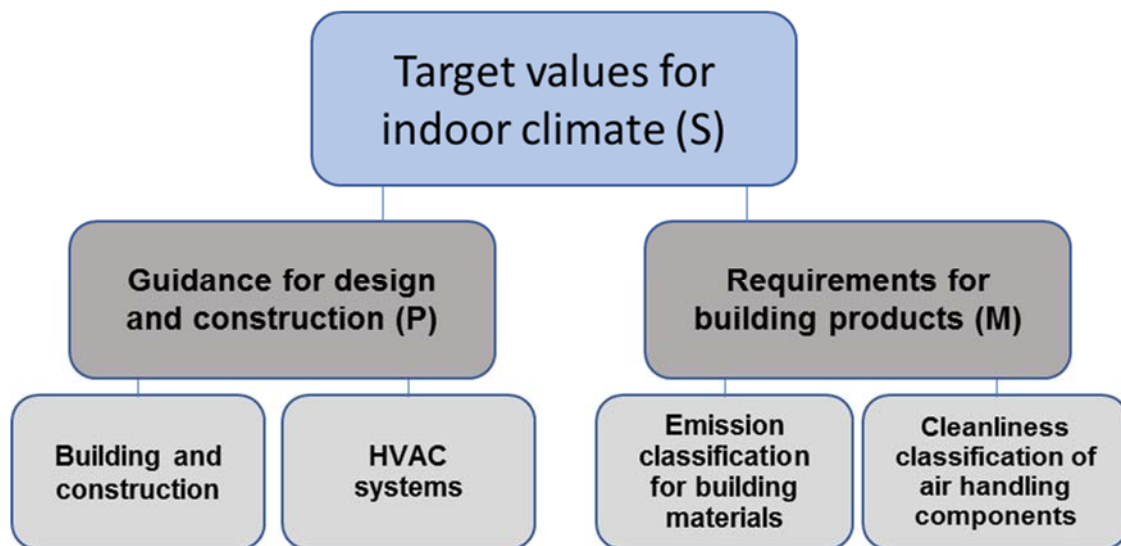 Target values for
indoor climate (S)
Guidance for design
and construction (P)
Requirements for
building products (M)
Building and
construction
HVAC
systems
Emission
classification
for building
materials
Cleanliness
classification of
air handling
components